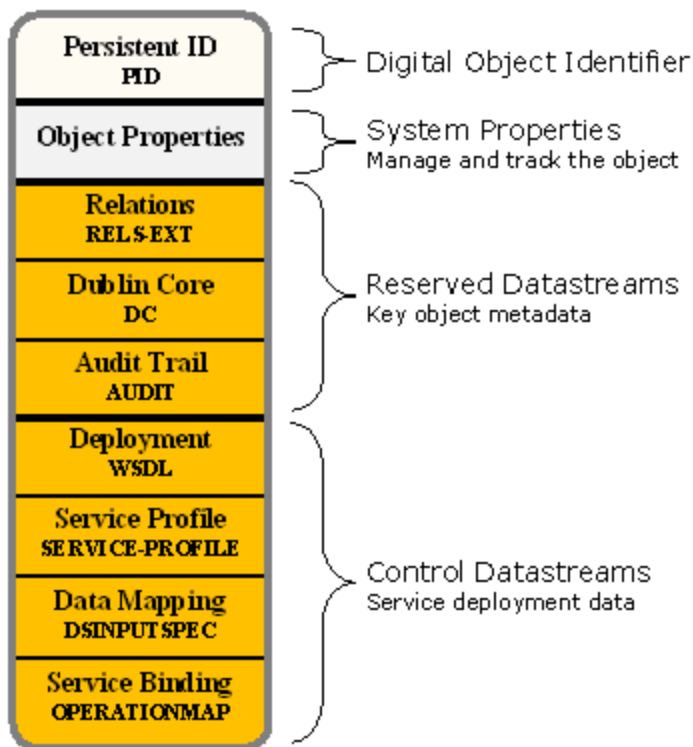 Persistent ID
PID
Digital Object Identifier
Object Properties
System Properties
Manage and track the object
Relations
RELS-EXT
Dublin Core
DC
Reserved Datastreams
Key object metadata
Audit Trail
AUDIT
Deployment
WSDL
Service Profile
SERVICE-PROFILE
Control Datastreams
Service deployment data
Data Mapping
DSINPUTSPEC
Service Binding
OPERATIONMAP